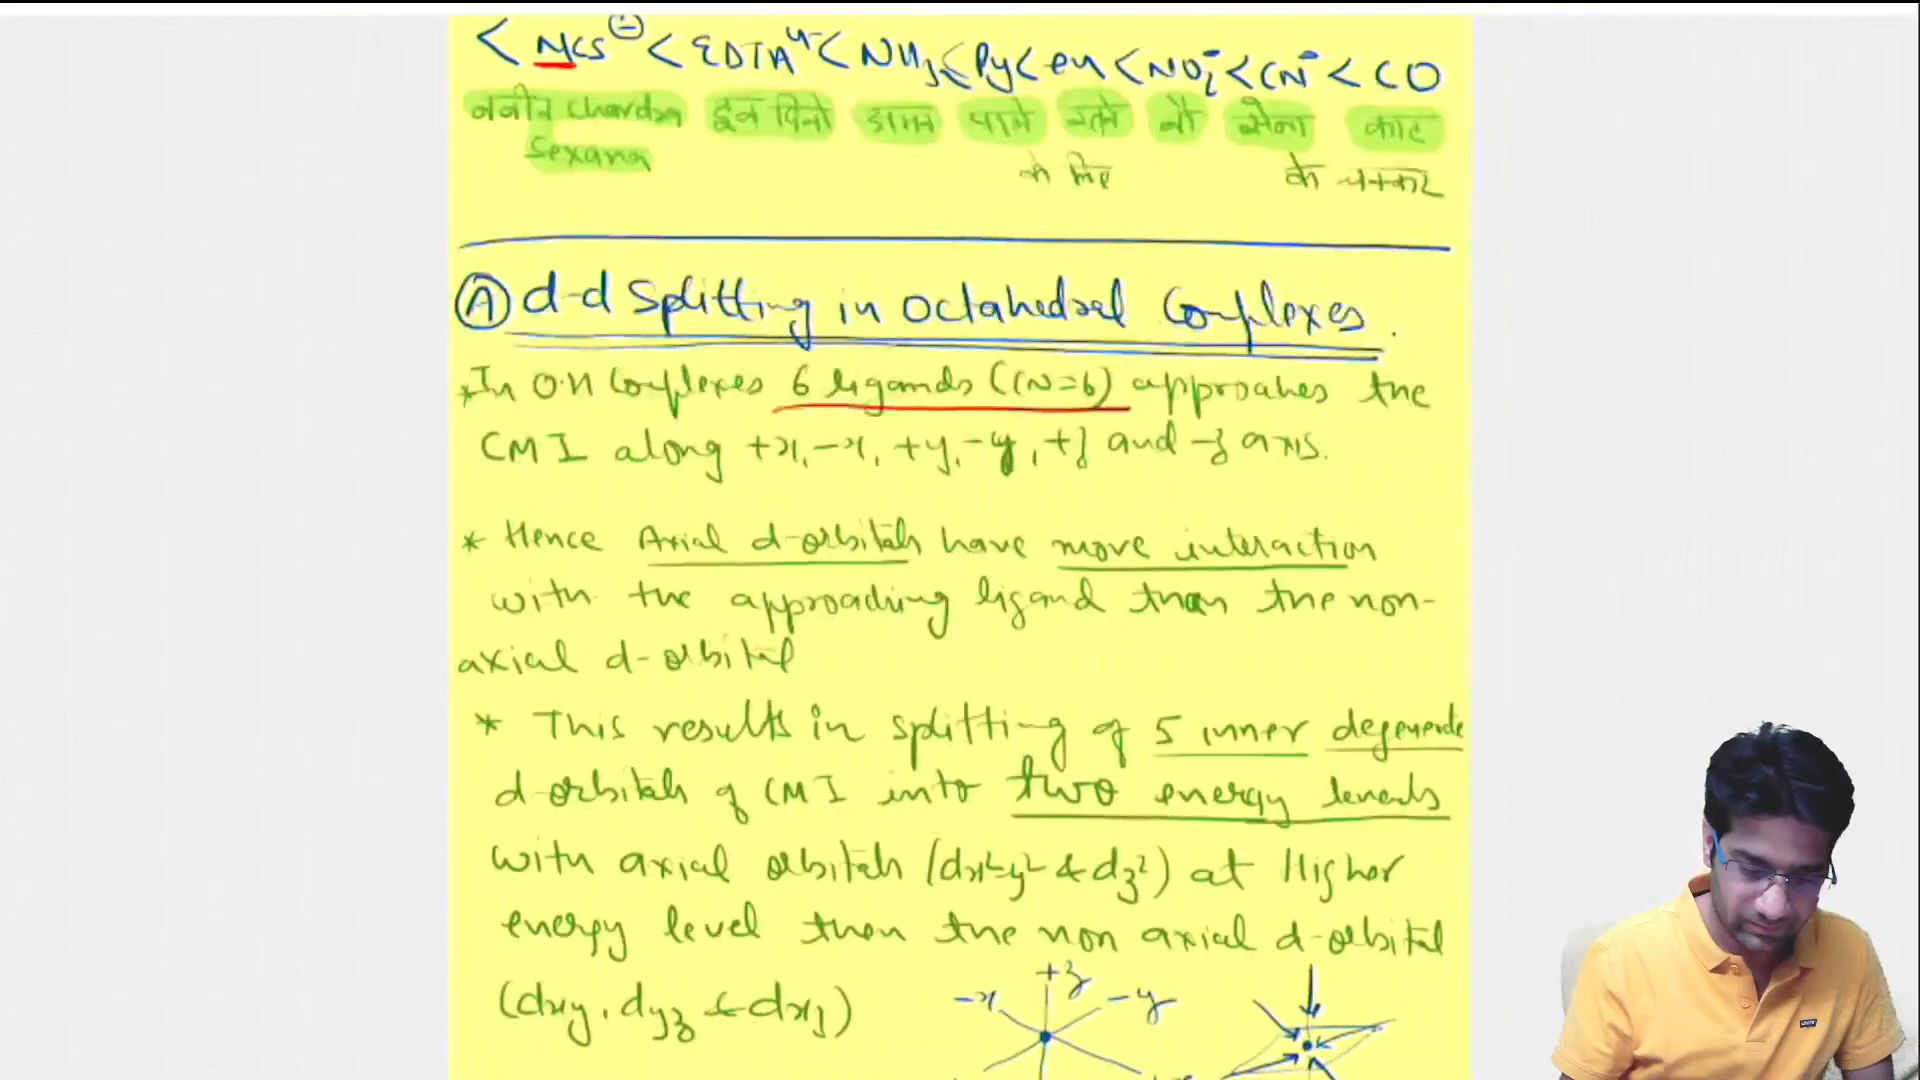 < NCS⊖ < EDTA⁴⁻ < NH₃ < Py < en < NO₂⁻ < CN⁻ < CO
नवीन Chandra इन दिनों डागन पाने रतने नौ सेना काट
Sexana के लिए के चक्कर
Ⓐ d-d Splitting in Octahedral Complexes.
* In O.H Complexes 6 ligands (CN=6) approaches the
CMI along +x, -x, +y, -y, +z and -z axis.
* Hence Axial d-orbitals have more interaction
with the approaching ligand than the non-
axial d-orbital
* This results in splitting of 5 inner degenerate
d-orbitals of CMI into two energy levels
with axial orbitals (dx²-y² & dz²) at Higher
energy level then the non axial d-orbital
(dxy, dyz & dxz)
+z
-x -y